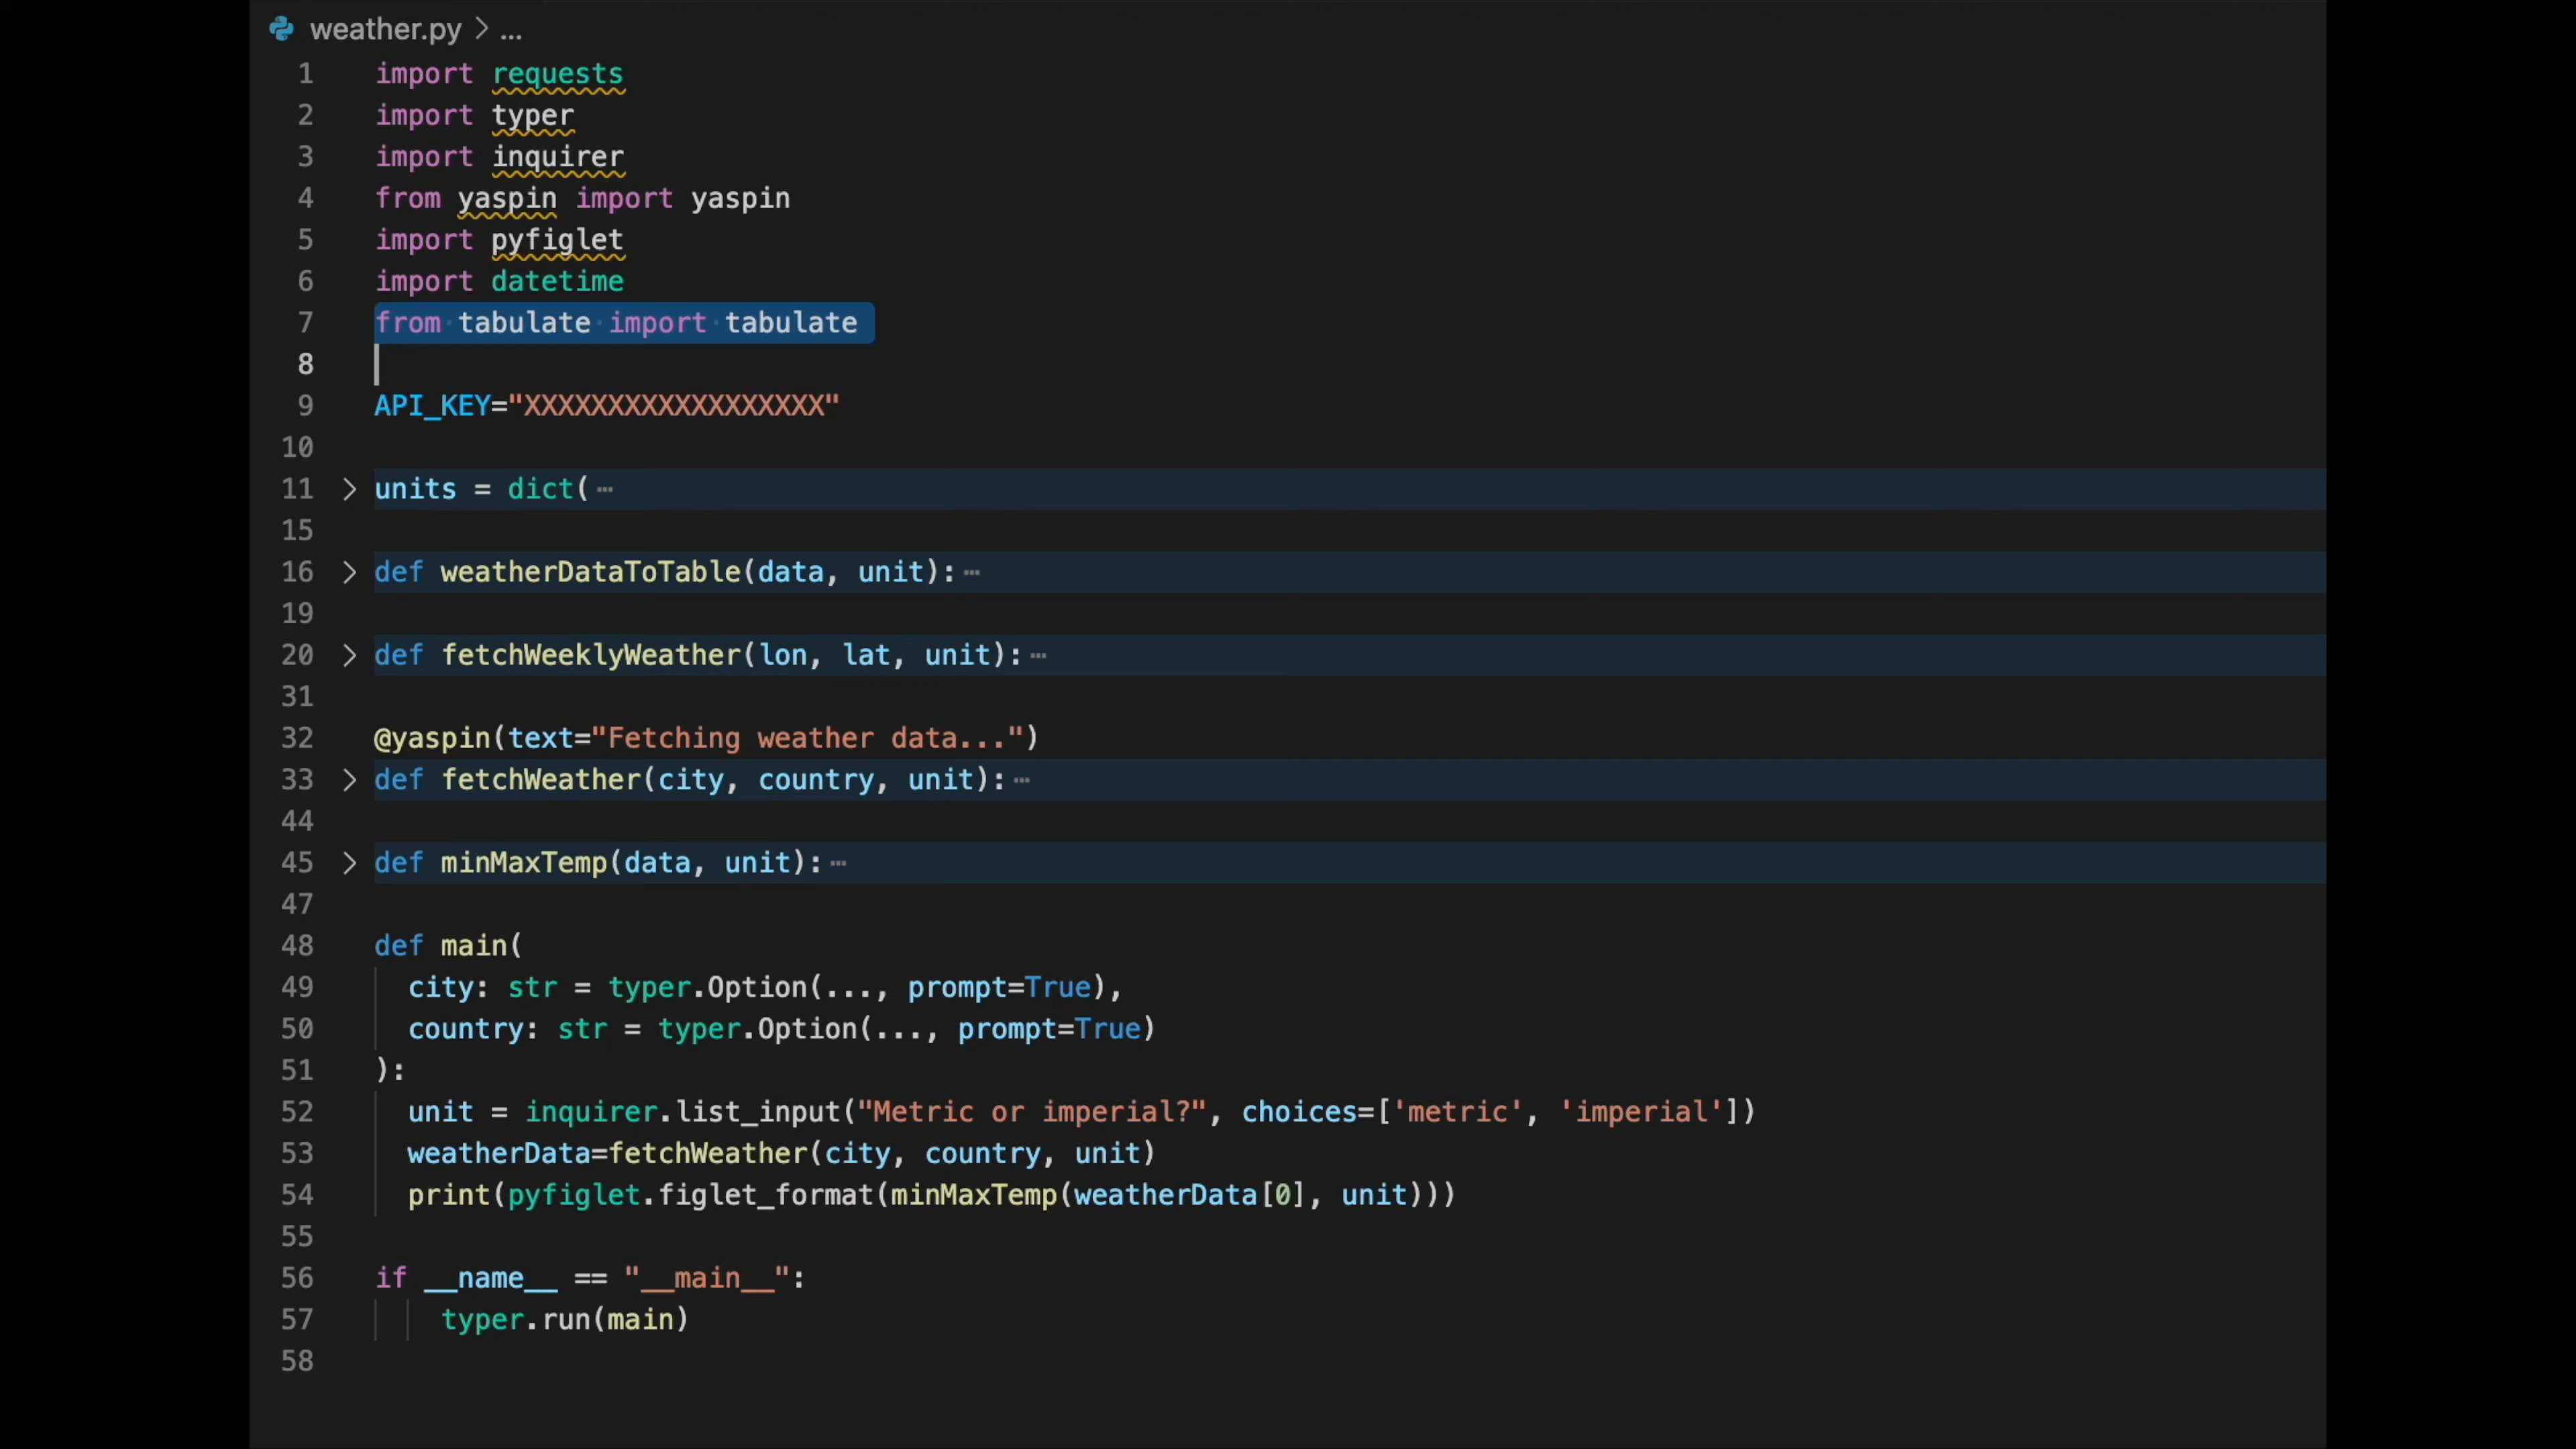 weather.py > ...
1 import requests
2 import typer
3 import inquirer
4 from yaspin import yaspin
5 import pyfiglet
6 import datetime
7 from tabulate import tabulate
8
9 API_KEY="XXXXXXXXXXXXXXXXXX"
10
11 > units = dict( ⋯
15
16 > def weatherDataToTable(data, unit): ⋯
19
20 > def fetchWeeklyWeather(lon, lat, unit): ⋯
31
32 @yaspin(text="Fetching weather data...")
33 > def fetchWeather(city, country, unit): ⋯
44
45 > def minMaxTemp(data, unit): ⋯
47
48 def main(
49   city: str = typer.Option(..., prompt=True),
50   country: str = typer.Option(..., prompt=True)
51 ):
52   unit = inquirer.list_input("Metric or imperial?", choices=['metric', 'imperial'])
53   weatherData=fetchWeather(city, country, unit)
54   print(pyfiglet.figlet_format(minMaxTemp(weatherData[0], unit)))
55
56 if __name__ == "__main__":
57     typer.run(main)
58